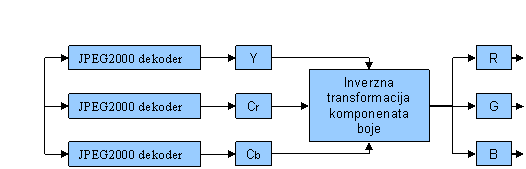 JPEG2000 dekoder
Y
R
JPEG2000 dekoder
Cr
Inverzna
transformacija
komponenata
boje
G
JPEG2000 dekoder
Cb
B